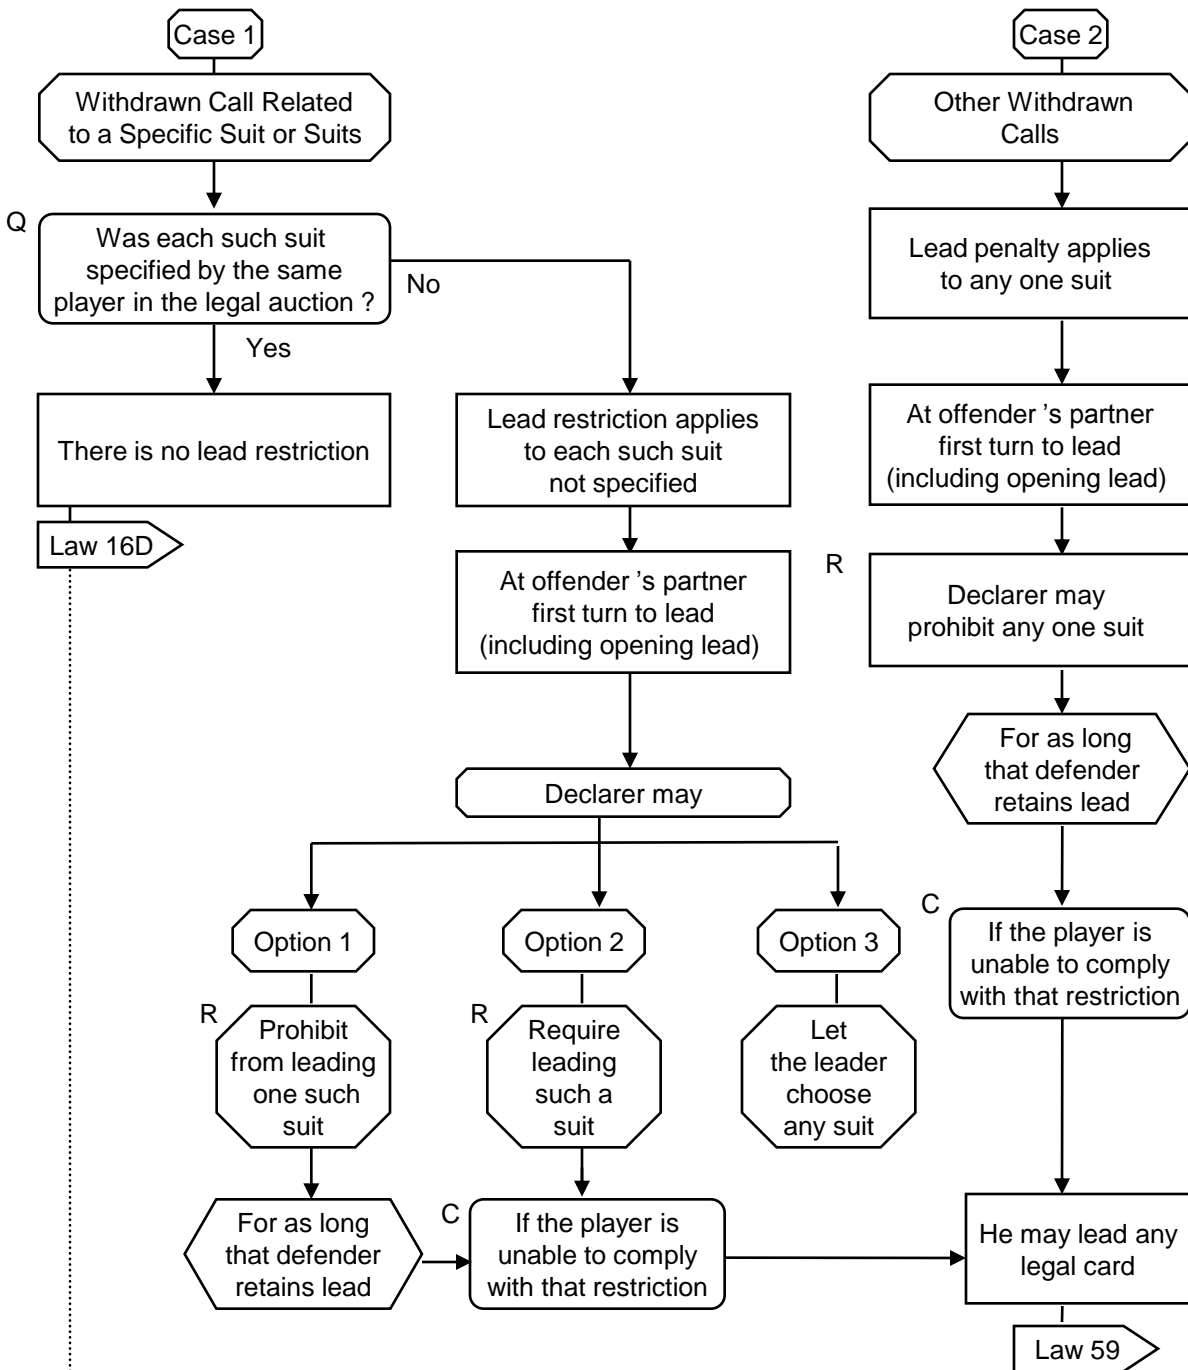 Case 1
Withdrawn Call Related
to a Specific Suit or Suits
Q
Was each such suit
specified by the same
player in the legal auction ?
No
Yes
There is no lead restriction
Law 16D
Lead restriction applies
to each such suit
not specified
At offender 's partner
first turn to lead
(including opening lead)
Declarer may
Option 1
R
Prohibit
from leading
one such
suit
For as long
that defender
retains lead
Option 2
R
Require
leading
such a
suit
C
If the player is
unable to comply
with that restriction
Option 3
Let
the leader
choose
any suit
Case 2
Other Withdrawn
Calls
Lead penalty applies
to any one suit
At offender 's partner
first turn to lead
(including opening lead)
R
Declarer may
prohibit any one suit
For as long
that defender
retains lead
C
If the player is
unable to comply
with that restriction
He may lead any
legal card
Law 59